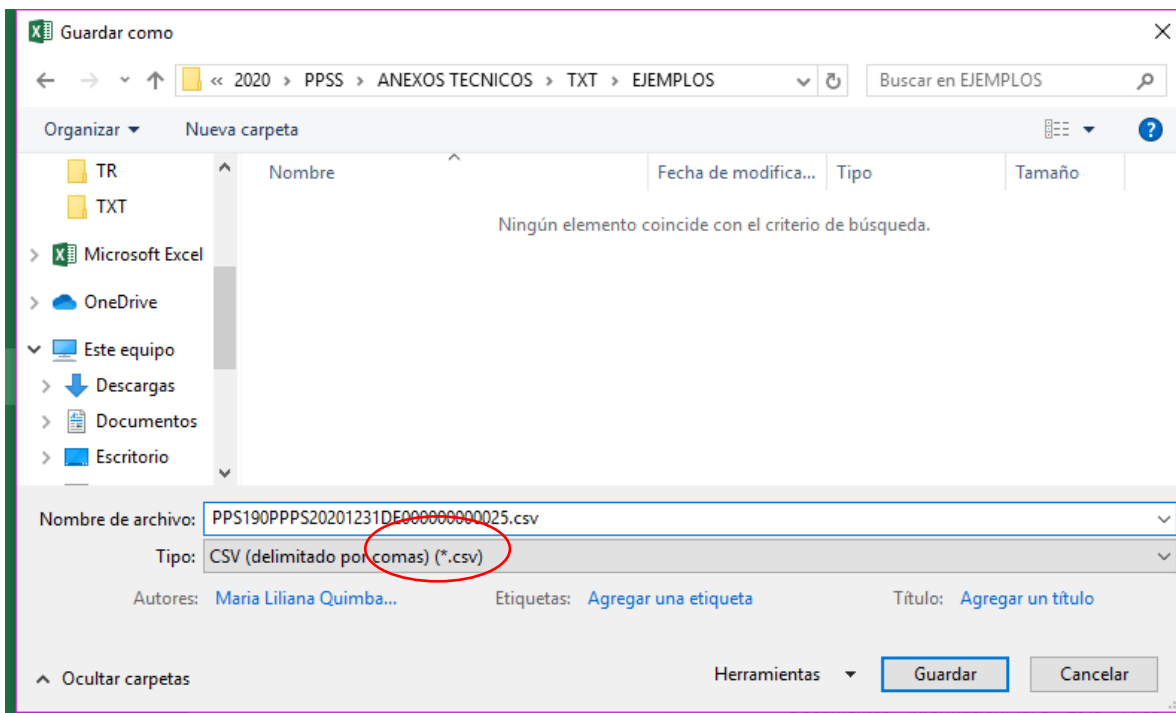 Guardar como
« 2020 > PPSS > ANEXOS TECNICOS > TXT > EJEMPLOS
Buscar en EJEMPLOS
Organizar
Nueva carpeta
TR
TXT
Microsoft Excel
OneDrive
Este equipo
Descargas
Documentos
Escritorio
Nombre
Fecha de modifica...
Tipo
Tamaño
Ningún elemento coincide con el criterio de búsqueda.
Nombre de archivo: PPS190PPPS20201231DE000000000025.csv
Tipo: CSV (delimitado por comas) (*.csv)
Autores: Maria Liliana Quimba...
Etiquetas: Agregar una etiqueta
Título: Agregar un título
Ocultar carpetas
Herramientas
Guardar
Cancelar